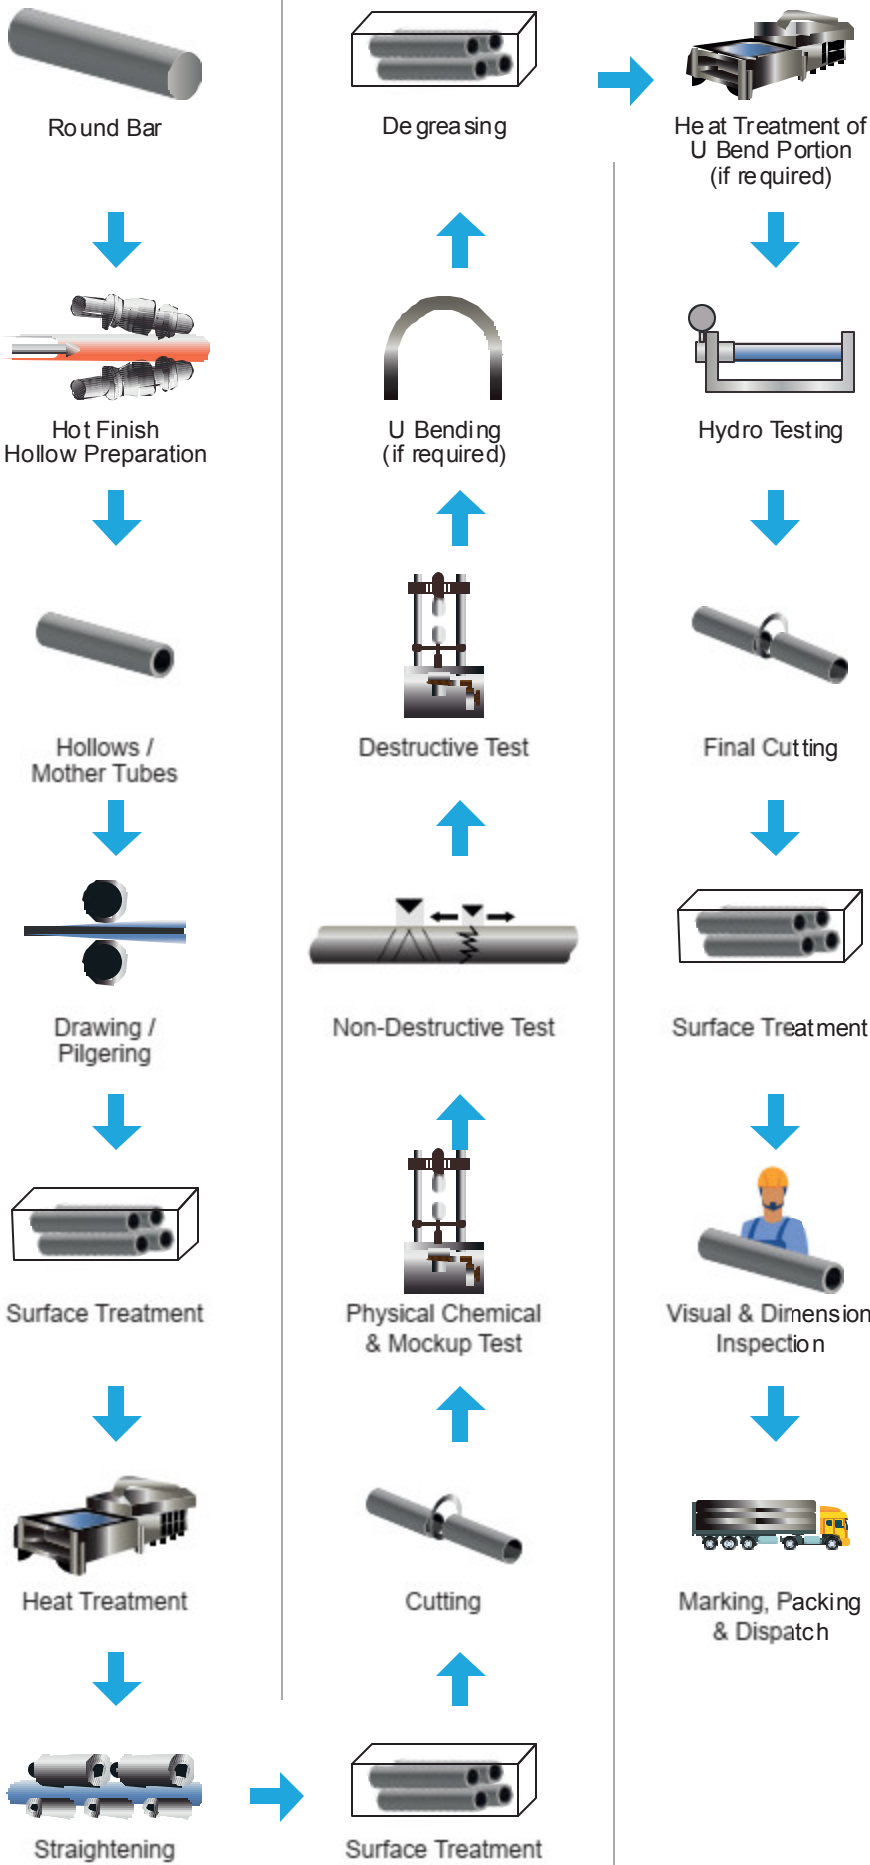 Round Bar
Hot Finish
Hollow Preparation
Hollows /
Mother Tubes
Drawing /
Pilgering
Surface Treatment
Heat Treatment
Straightening
Surface Treatment
Cutting
Physical Chemical
& Mockup Test
Non-Destructive Test
Destructive Test
U Bending
(if required)
Degreasing
Heat Treatment of
U Bend Portion
(if required)
Hydro Testing
Final Cutting
Surface Treatment
Visual & Dimension
Inspection
Marking, Packing
& Dispatch